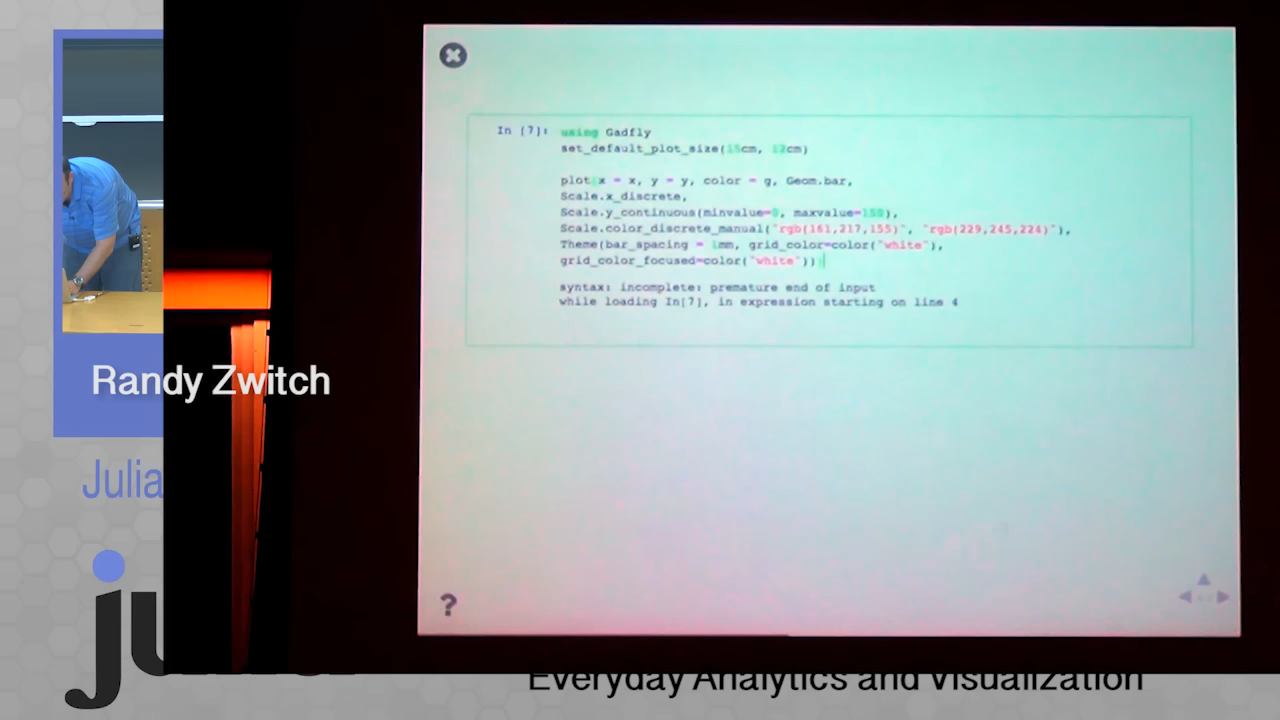 In [7]: using Gadfly
set_default_plot_size(15cm, 12cm)
plot(x = x, y = y, color = g, Geom.bar,
Scale.x_discrete,
Scale.y_continuous(minvalue=0, maxvalue=150),
Scale.color_discrete_manual("rgb(161,217,155)", "rgb(229,245,224)"),
Theme(bar_spacing = 1mm, grid_color=color("white"),
grid_color_focused=color("white"))
syntax: incomplete: premature end of input
while loading In[7], in expression starting on line 4
?
Randy Zwitch
Julia
ju
Everyday Analytics and Visualization